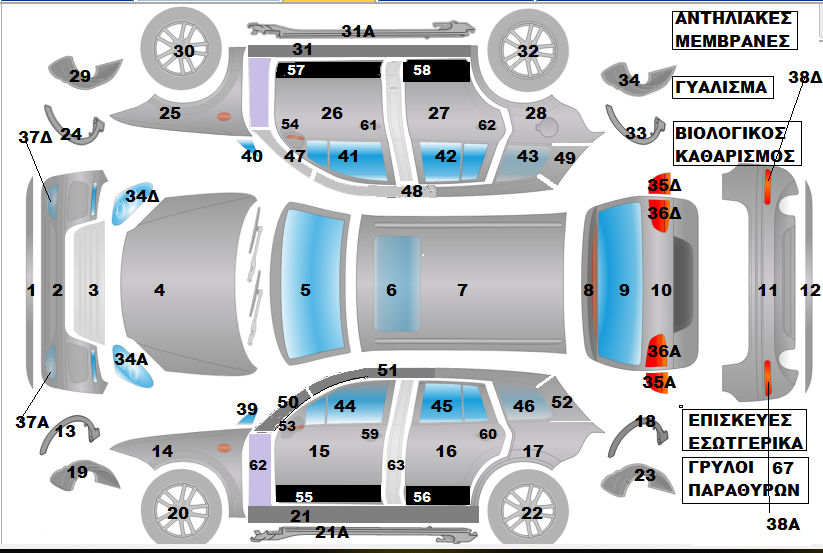 31Α
ΑΝΤΗΛΙΑΚΕΣ
ΜΕΜΒΡΑΝΕΣ
30 31 32
29 57 58 34 38Δ
ΓΥΑΛΙΣΜΑ
25 26 27 28
54 61 62
37Δ 24 33
ΒΙΟΛΟΓΙΚΟΣ
ΚΑΘΑΡΙΣΜΟΣ
40 47 41 42 43 49
48
34Δ 35Δ
36Δ
1 2 3 4 5 6 7 8 9 10 11 12
34Α 36Α
35Α
51
37Α 39 50 44 45 46 52
13 53 59 60 18
ΕΠΙΣΚΕΥΕΣ
ΕΣΩΤΓΕΡΙΚΑ
14 15 16 17
62 63
19 23
ΓΡΥΛΟΙ 67
ΠΑΡΑΘΥΡΩΝ
55 56
20 21 22
21Α 38Α